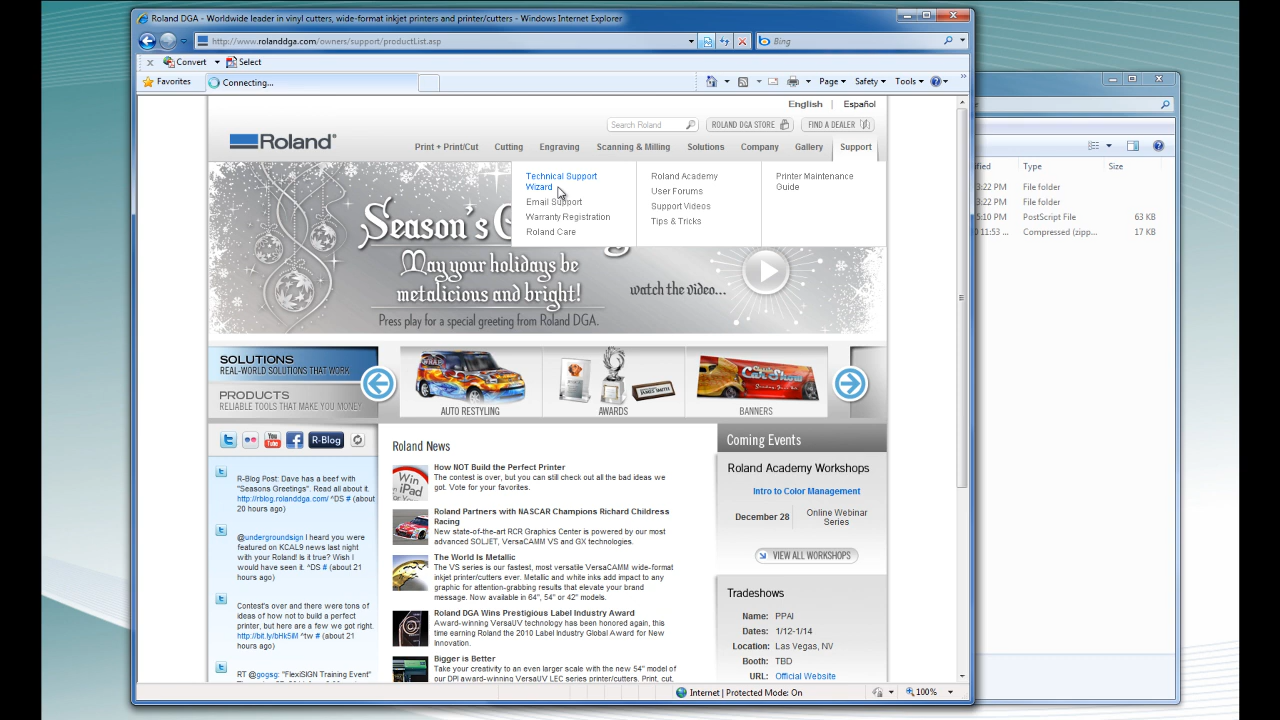 Roland DGA - Worldwide leader in vinyl cutters, wide-format inkjet printers and printer/cutters - Windows Internet Explorer
http://www.rolanddga.com/owners/support/productList.asp
Bing
x Convert Select
Favorites
Connecting...
Page Safety Tools
English | Español
Search Roland
ROLAND DGA STORE
FIND A DEALER
Roland
Print + Print/Cut Cutting Engraving Scanning & Milling Solutions Company Gallery Support
Technical Support
Wizard
Email Support
Warranty Registration
Roland Care
Roland Academy
User Forums
Support Videos
Tips & Tricks
Printer Maintenance
Guide
Season's G
May your holidays be
metalicious and bright!
Press play for a special greeting from Roland DGA.
watch the video...
SOLUTIONS
REAL-WORLD SOLUTIONS THAT WORK
PRODUCTS
RELIABLE TOOLS THAT MAKE YOU MONEY
WRAP
AUTO RESTYLING
AWARDS
Car Show
BANNERS
You Tube
R-Blog
R-Blog Post: Dave has a beef with
"Seasons Greetings". Read all about it.
http://rblog.rolanddga.com/ ^DS # (about
20 hours ago)
@undergroundsign I heard you were
featured on KCAL9 news last night
with your Roland! Is it true? Wish I
would have seen it. ^DS # (about 21
hours ago)
Contest's over and there were tons of
ideas of how not to build a perfect
printer, but here are a few we got right.
http://bit.ly/bHk5iM ^tw # (about 21
hours ago)
RT @gogsg: "FlexiSIGN Training Event"
Roland News
Win
iPad
How NOT Build the Perfect Printer
The contest is over, but you can still check out all the bad ideas we
got. Vote for your favorites.
Roland Partners with NASCAR Champions Richard Childress
Racing
New state-of-the-art RCR Graphics Center is powered by our most
advanced SOLJET, VersaCAMM VS and GX technologies.
The World Is Metallic
The VS series is our fastest, most versatile VersaCAMM wide-format
inkjet printer/cutters ever. Metallic and white inks add impact to any
graphic for attention-grabbing results that elevate your brand
message. Now available in 64", 54" or 42" models.
Roland DGA Wins Prestigious Label Industry Award
Award-winning VersaUV technology has been honored again, this
time earning Roland the 2010 Label Industry Global Award for New
Innovation.
Bigger is Better
Take your creativity to an even larger scale with the new 54" model of
our DPI award-winning VersaUV LEC series printer/cutters. Print, cut,
Coming Events
Roland Academy Workshops
Intro to Color Management
December 28
Online Webinar
Series
VIEW ALL WORKSHOPS
Tradeshows
Name: PPAI
Dates: 1/12-1/14
Location: Las Vegas, NV
Booth: TBD
URL: Official Website
Internet | Protected Mode: On
100%
ified Type Size
3:22 PM File folder
3:22 PM File folder
5:10 PM PostScript File 63 KB
0 11:53 ... Compressed (zipp... 17 KB